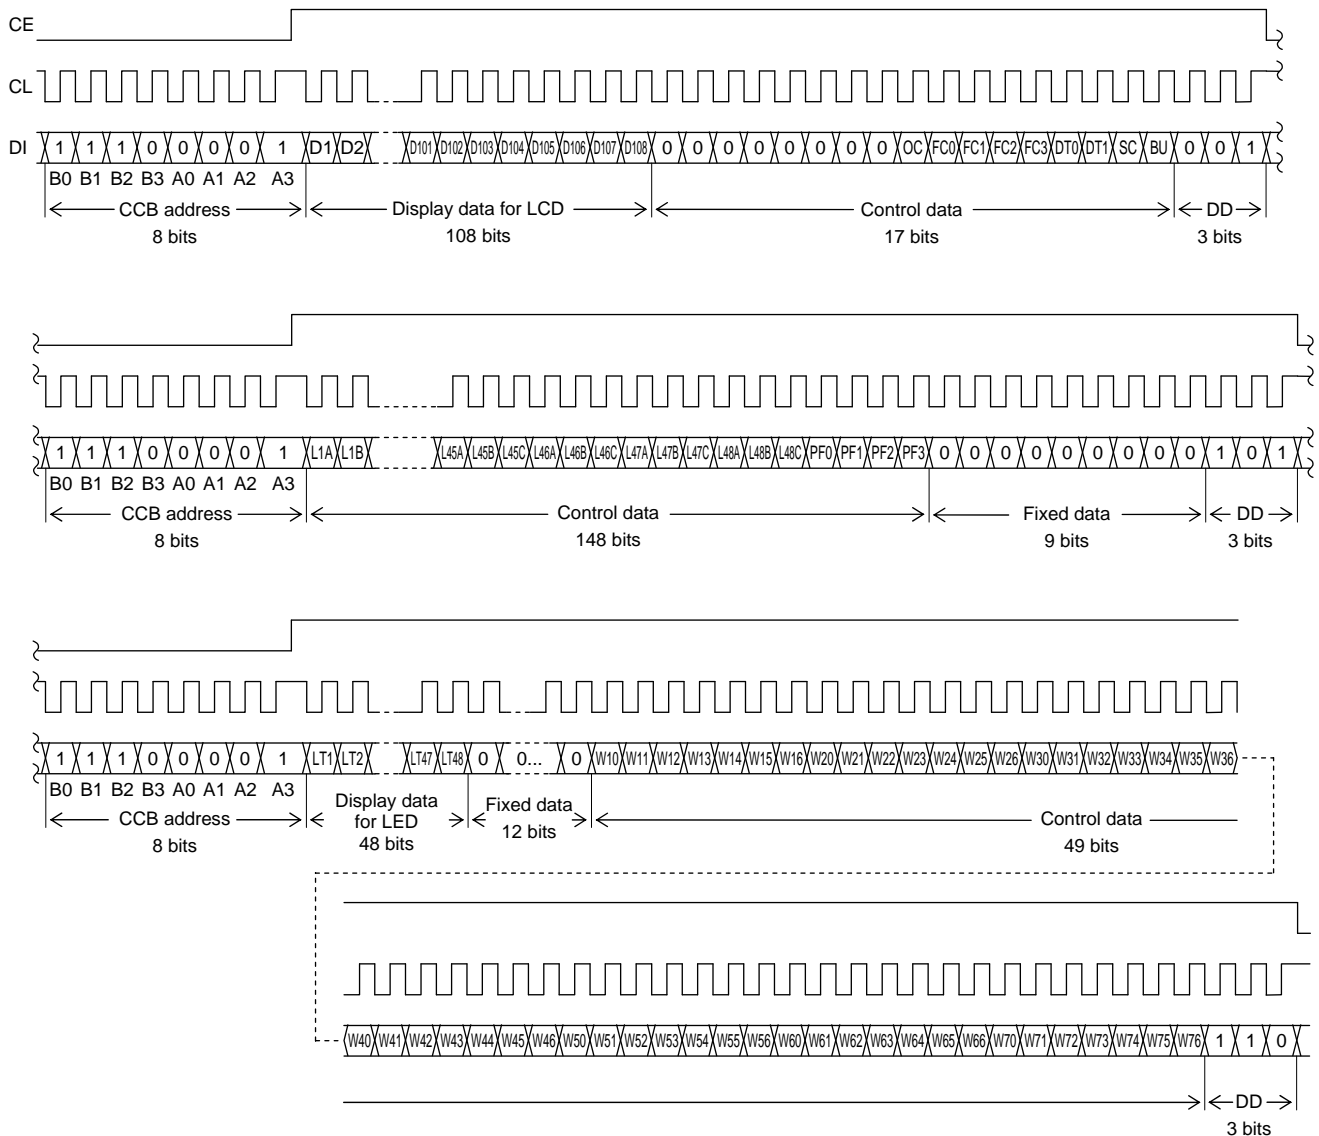 CE
CL
DI 1 1 1 0 0 0 0 1 D1 D2 D101 D102 D103 D104 D105 D106 D107 D108 0 0 0 0 0 0 0 0 OC FC0 FC1 FC2 FC3 DT0 DT1 SC BU 0 0 1
B0 B1 B2 B3 A0 A1 A2 A3
CCB address Display data for LCD Control data DD
8 bits 108 bits 17 bits 3 bits
1 1 1 0 0 0 0 1 L1A L1B L45A L45B L45C L46A L46B L46C L47A L47B L47C L48A L48B L48C PF0 PF1 PF2 PF3 0 0 0 0 0 0 0 0 0 1 0 1
B0 B1 B2 B3 A0 A1 A2 A3
CCB address Control data Fixed data DD
8 bits 148 bits 9 bits 3 bits
1 1 1 0 0 0 0 1 LT1 LT2 LT47 LT48 0 0... 0 W10 W11 W12 W13 W14 W15 W16 W20 W21 W22 W23 W24 W25 W26 W30 W31 W32 W33 W34 W35 W36
B0 B1 B2 B3 A0 A1 A2 A3
CCB address
8 bits
Display data
for LED
48 bits
Fixed data
12 bits
Control data
49 bits
W40 W41 W42 W43 W44 W45 W46 W50 W51 W52 W53 W54 W55 W56 W60 W61 W62 W63 W64 W65 W66 W70 W71 W72 W73 W74 W75 W76 1 1 0
DD
3 bits